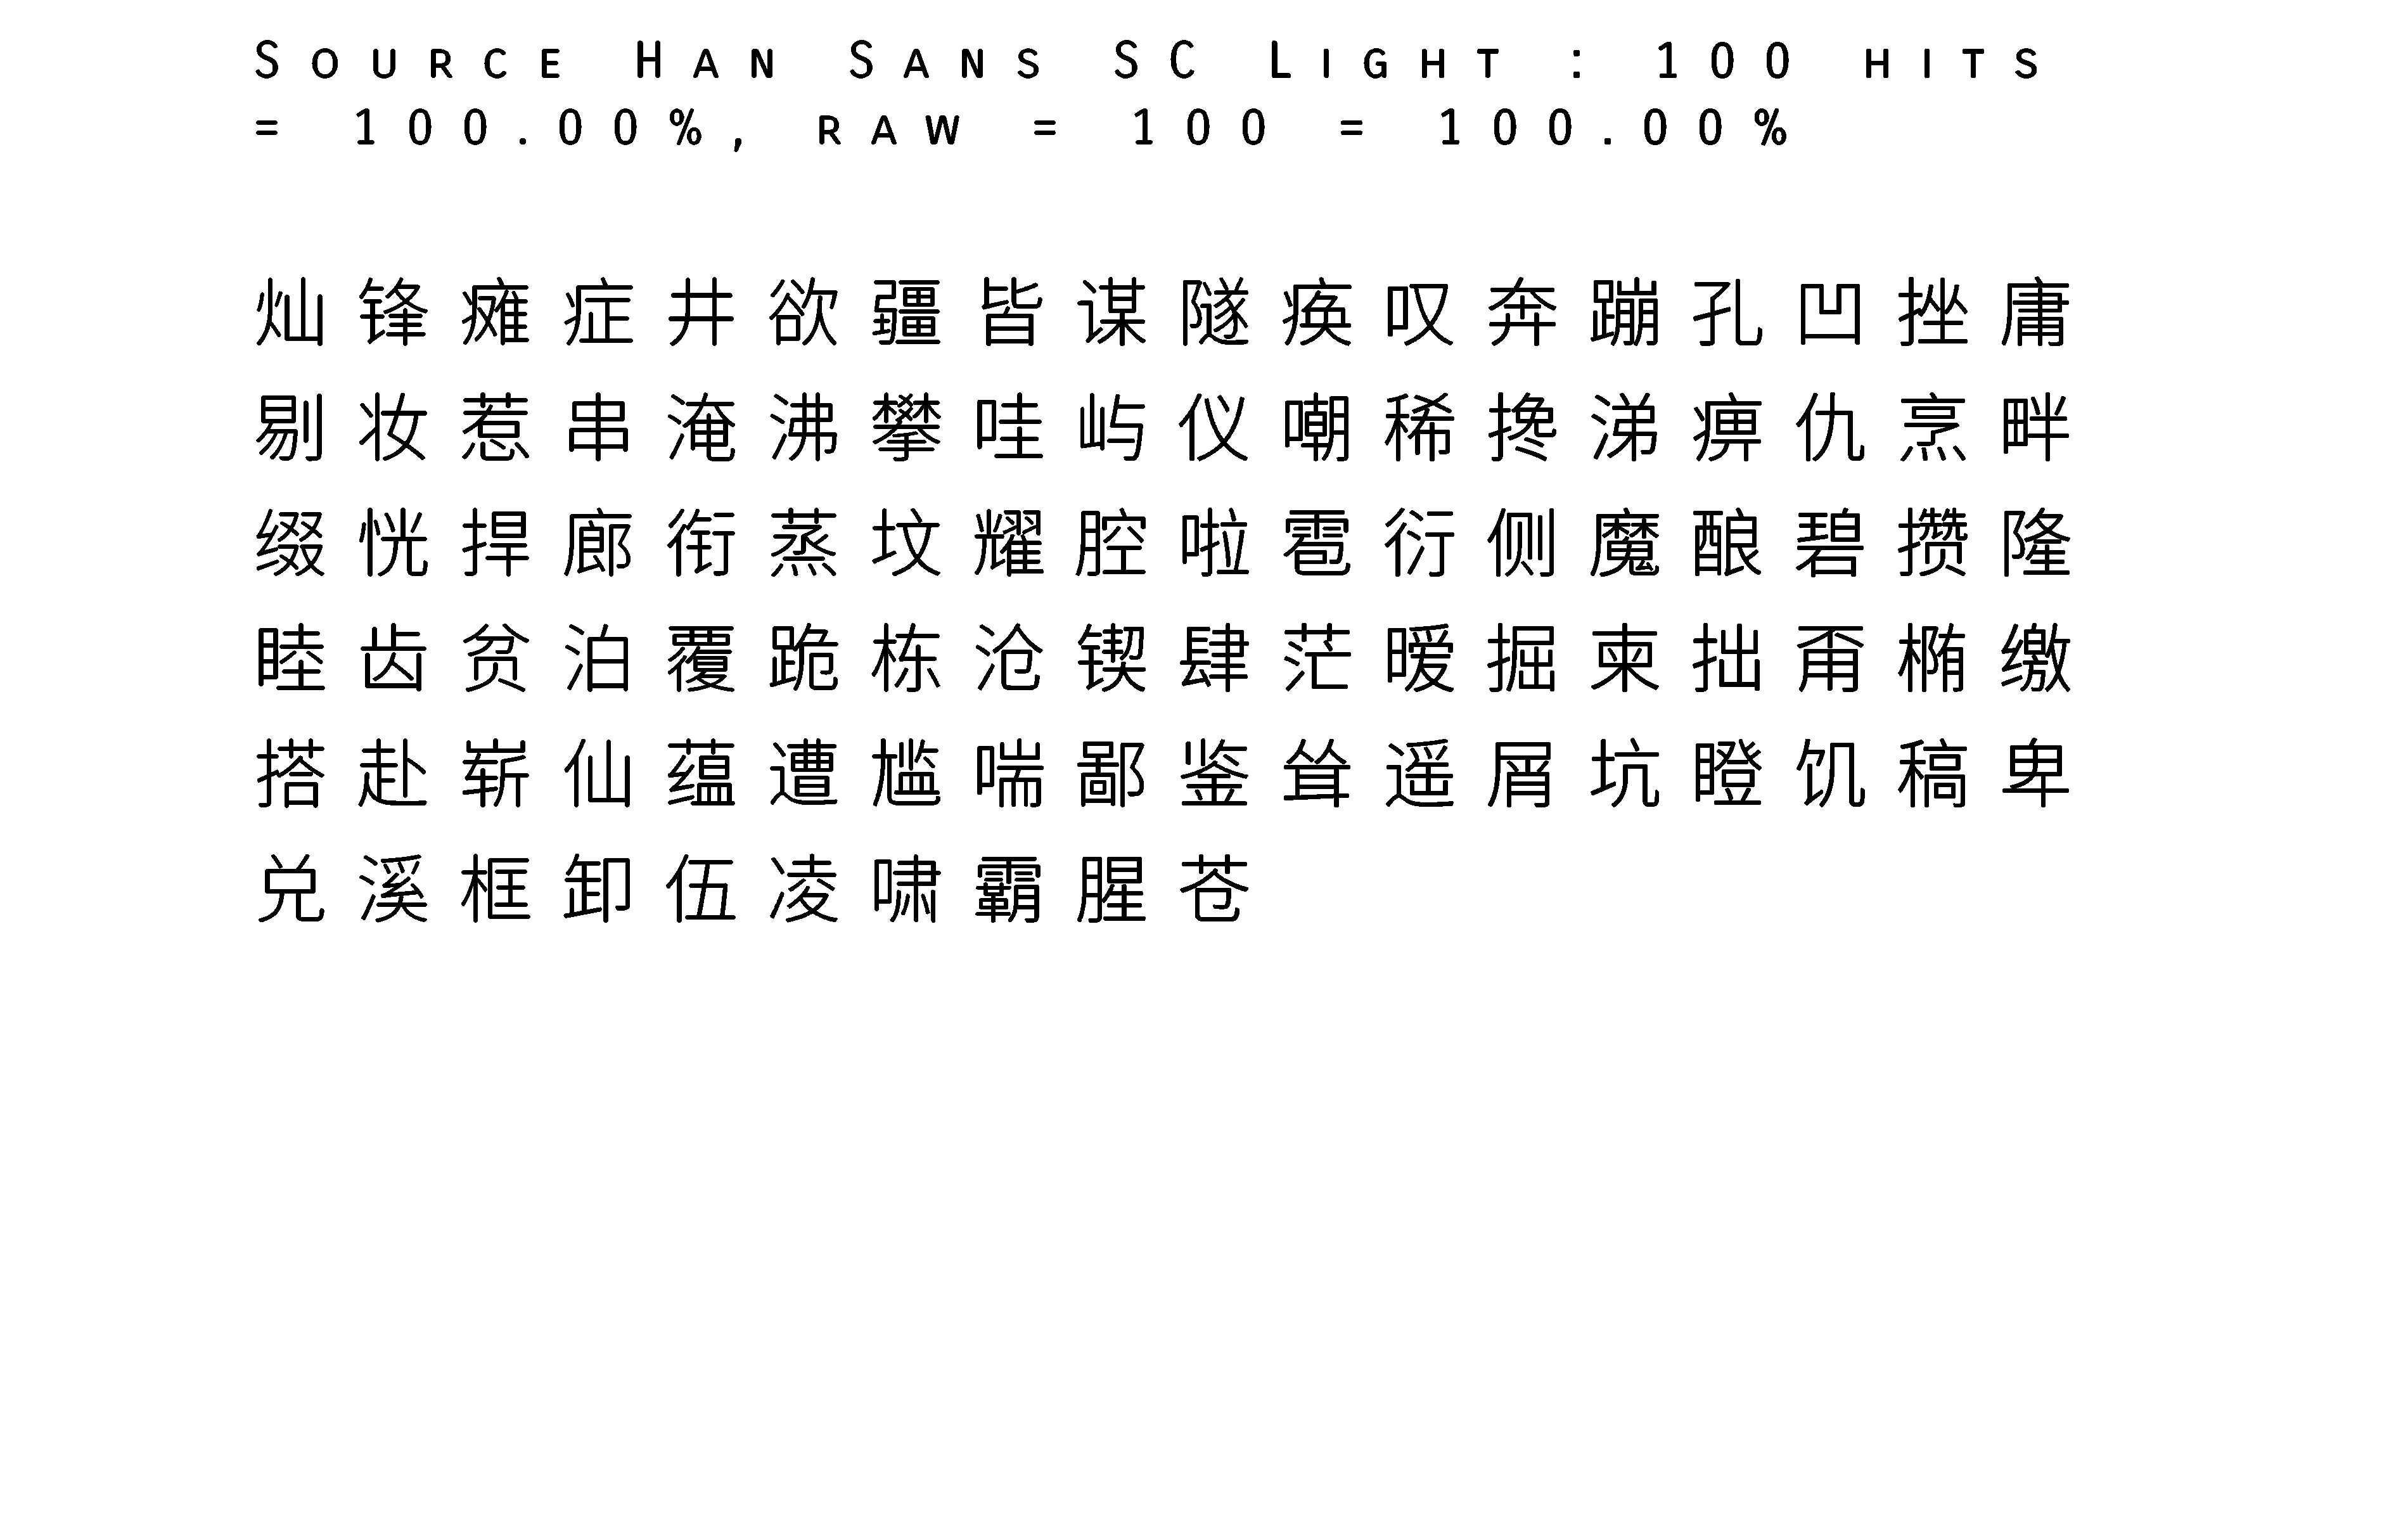 Source Han Sans SC Light : 100 hits
= 100.00%, raw = 100 = 100.00%
灿锋瘫症井欲疆皆谋隧痪叹奔蹦孔凹挫庸
剔妆惹串淹沸攀哇屿仪嘲稀搀涕痹仇烹畔
缀恍捍廊衔蒸坟耀腔啦雹衍侧魔酿碧攒隆
睦齿贫泊覆跪栋沧锲肆茫暧掘柬拙甭椭缴
搭赴崭仙蕴遭尴喘鄙鉴耸遥屑坑瞪饥稿卑
兑溪框卸伍凌啸霸腥苍